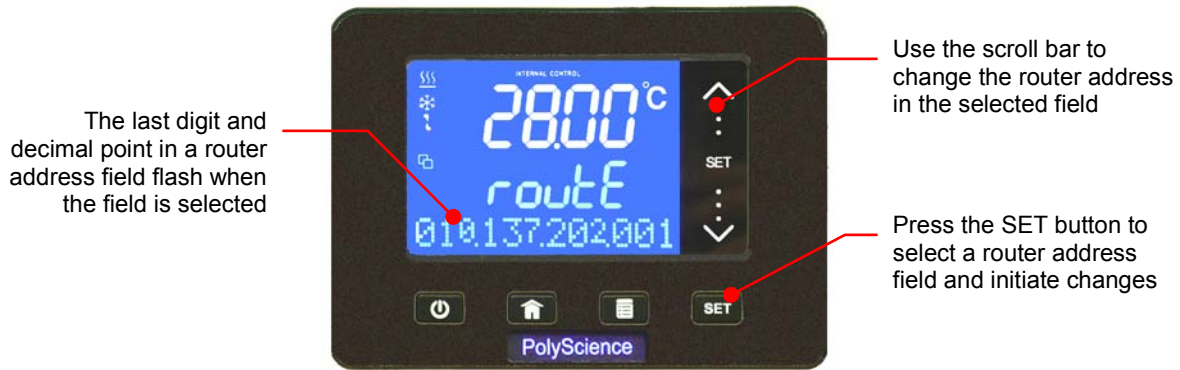 The last digit and
decimal point in a router
address field flash when
the field is selected
INTERNAL CONTROL
28.00°C
routE
010.137.202.001
SET
SET
PolyScience
Use the scroll bar to
change the router address
in the selected field
Press the SET button to
select a router address
field and initiate changes